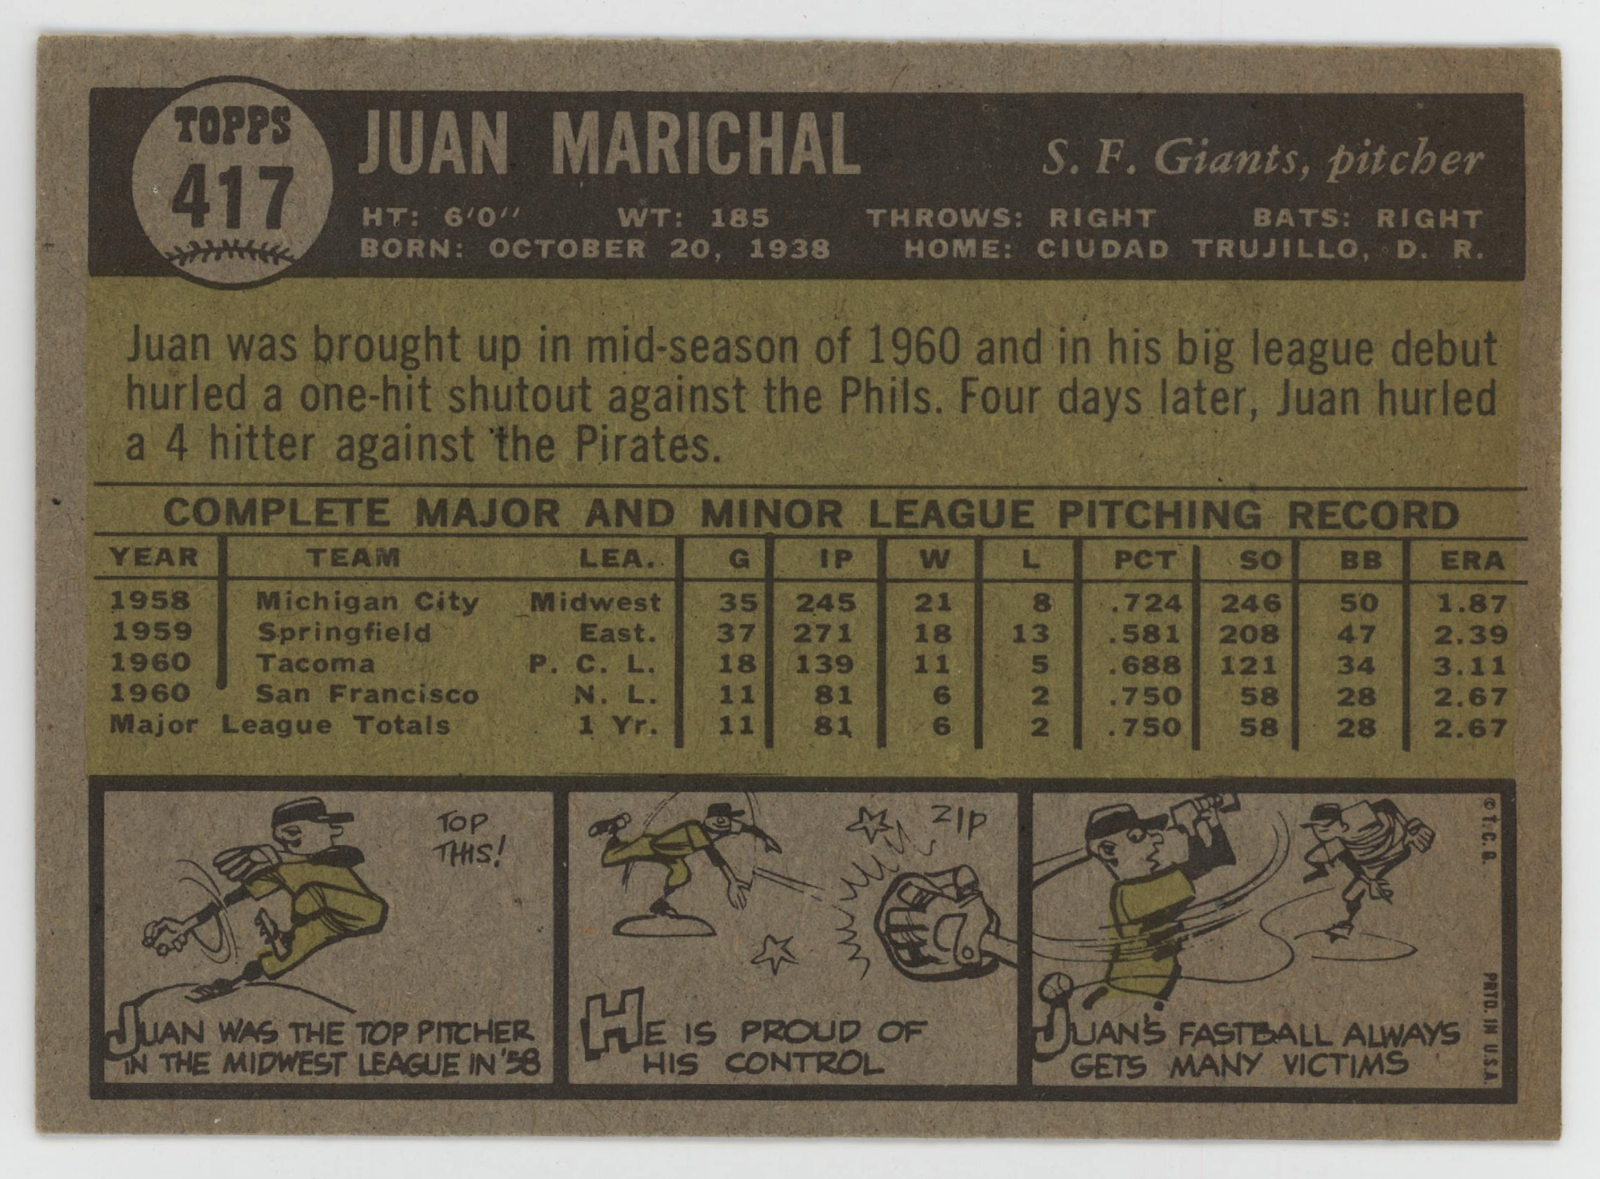 TOPPS
417
JUAN MARICHAL
S. F. Giants, pitcher
HT: 6'0'' WT: 185 THROWS: RIGHT BATS: RIGHT
BORN: OCTOBER 20, 1938 HOME: CIUDAD TRUJILLO, D. R.
Juan was brought up in mid-season of 1960 and in his big league debut
hurled a one-hit shutout against the Phils. Four days later, Juan hurled
a 4 hitter against the Pirates.
COMPLETE MAJOR AND MINOR LEAGUE PITCHING RECORD
YEAR TEAM LEA. G IP W L PCT SO BB ERA
1958 Michigan City Midwest 35 245 21 8 .724 246 50 1.87
1959 Springfield East. 37 271 18 13 .581 208 47 2.39
1960 Tacoma P. C. L. 18 139 11 5 .688 121 34 3.11
1960 San Francisco N. L. 11 81 6 2 .750 58 28 2.67
Major League Totals 1 Yr. 11 81 6 2 .750 58 28 2.67
TOP
THIS!
JUAN WAS THE TOP PITCHER
IN THE MIDWEST LEAGUE IN '58
ZIP
HE IS PROUD OF
HIS CONTROL
JUAN'S FASTBALL ALWAYS
GETS MANY VICTIMS
© T. C. G.
PRTD. IN U.S.A.